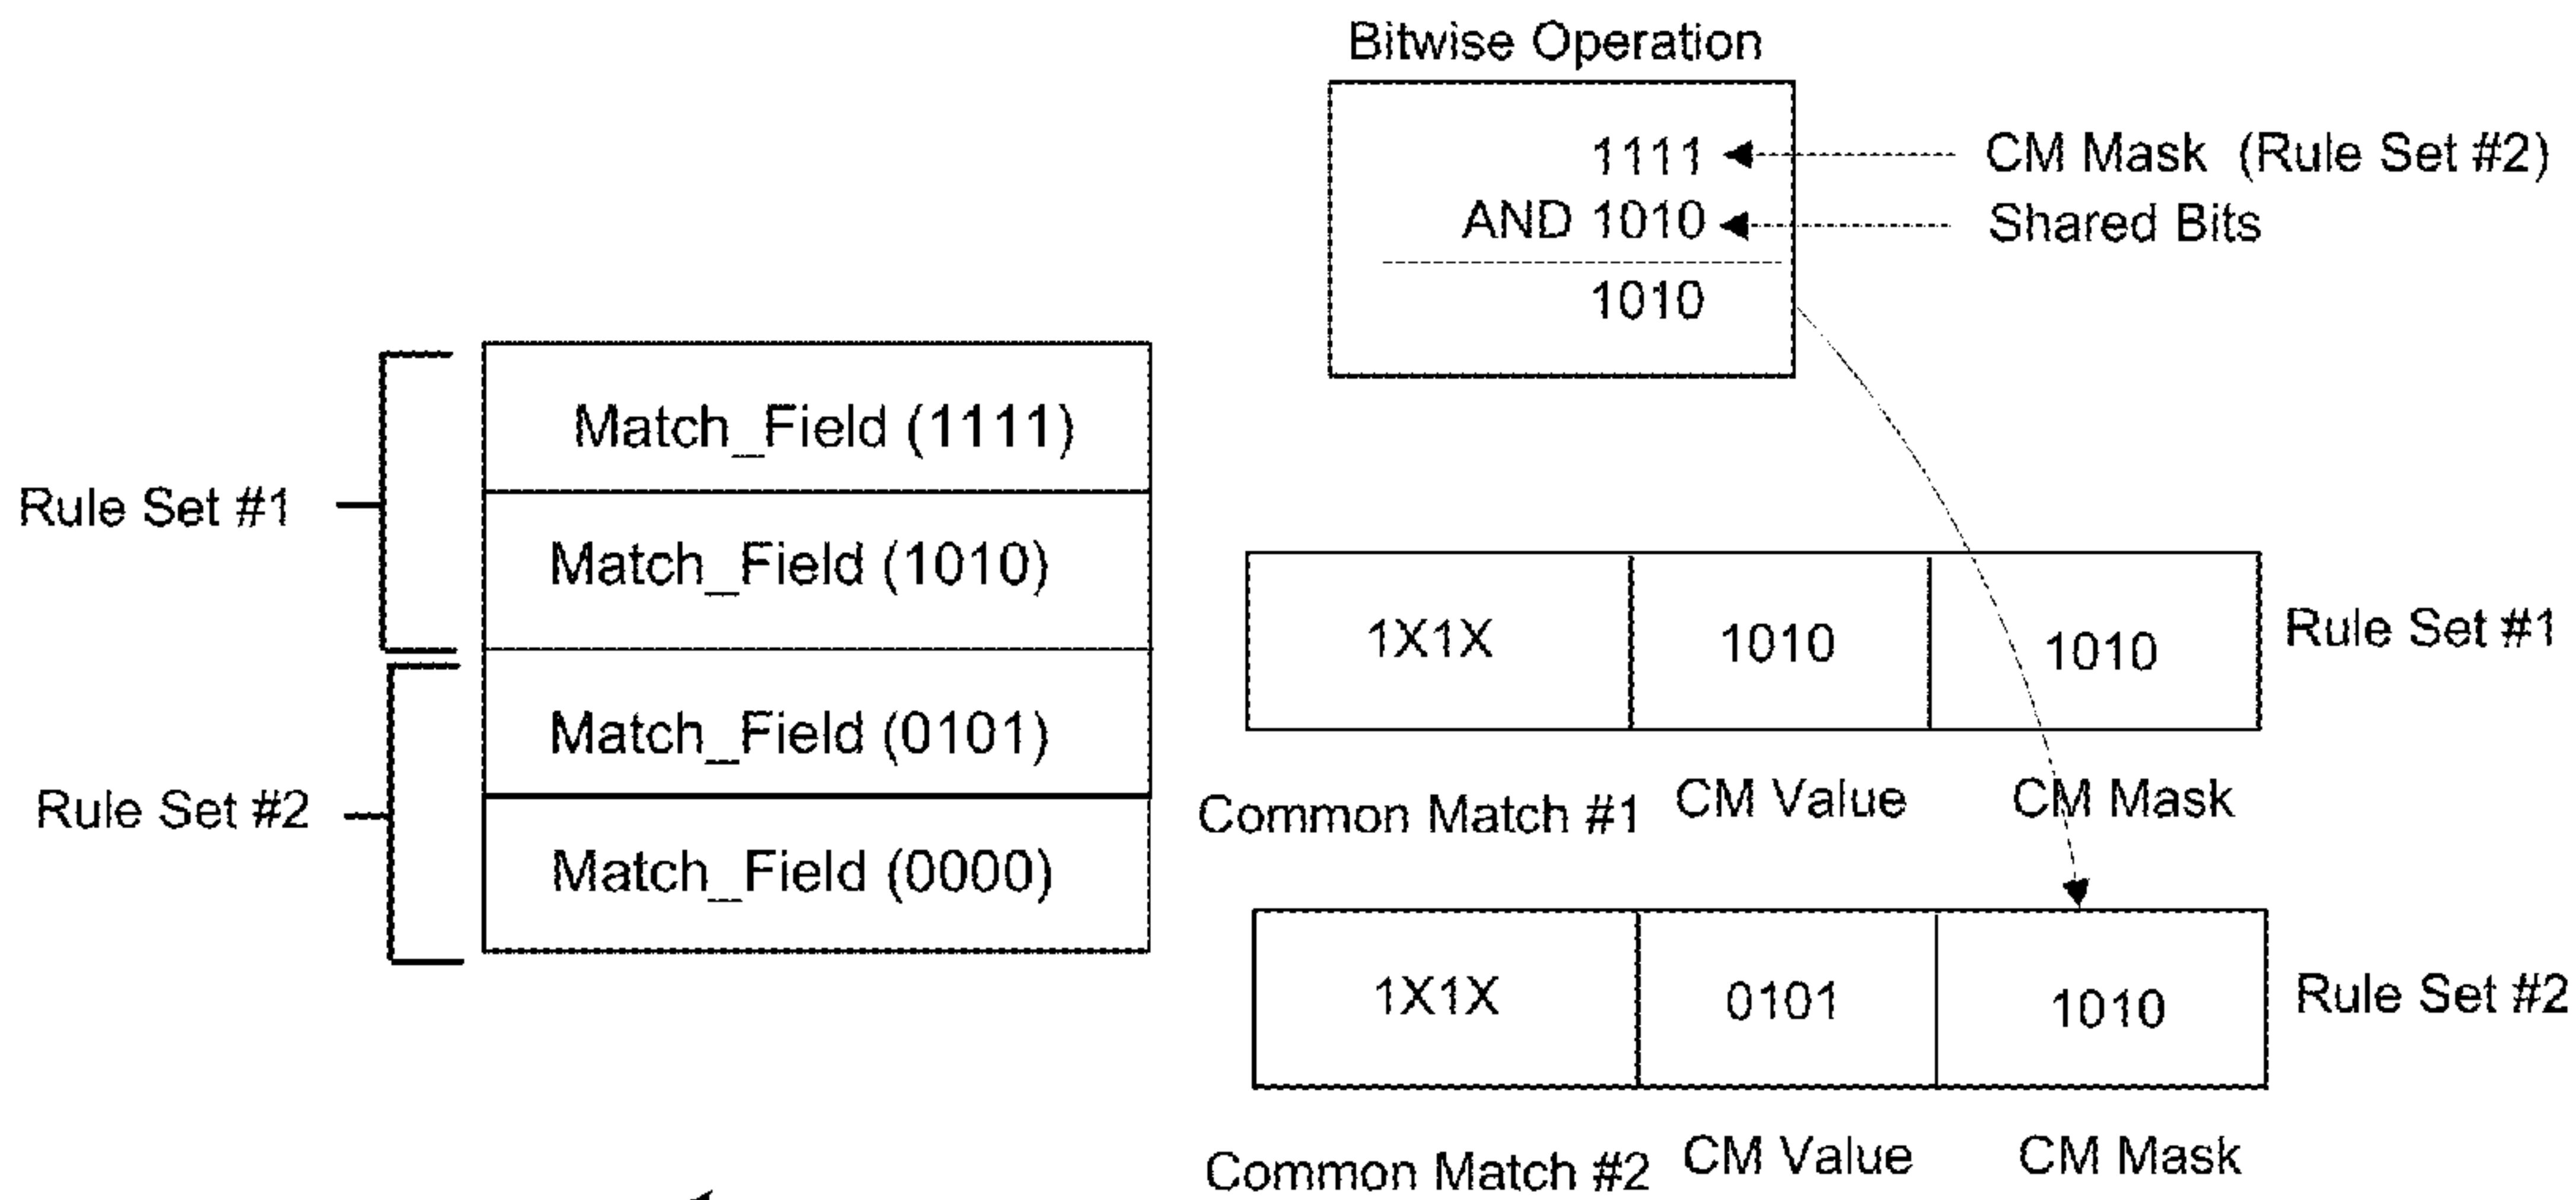 Bitwise Operation
1111
CM Mask (Rule Set #2)
AND 1010
Shared Bits
1010
Rule Set #1
Match_Field (1111)
Match_Field (1010)
Rule Set #2
Match_Field (0101)
Match_Field (0000)
1X1X
1010
1010
Rule Set #1
Common Match #1
CM Value
CM Mask
1X1X
0101
1010
Rule Set #2
Common Match #2
CM Value
CM Mask